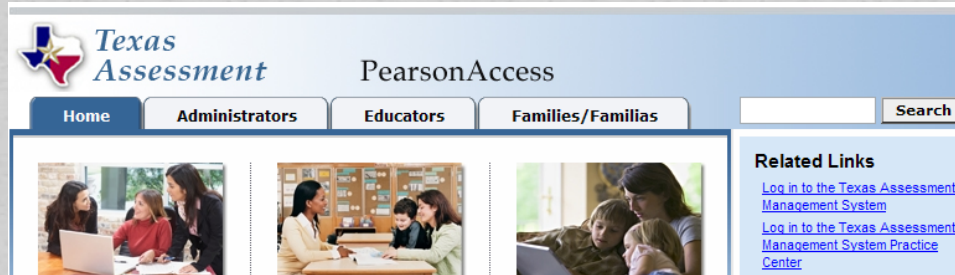 Texas
Assessment
PearsonAccess
Home
Administrators
Educators
Families/Familias
Search
Related Links
Log in to the Texas Assessment
Management System
Log in to the Texas Assessment
Management System Practice
Center